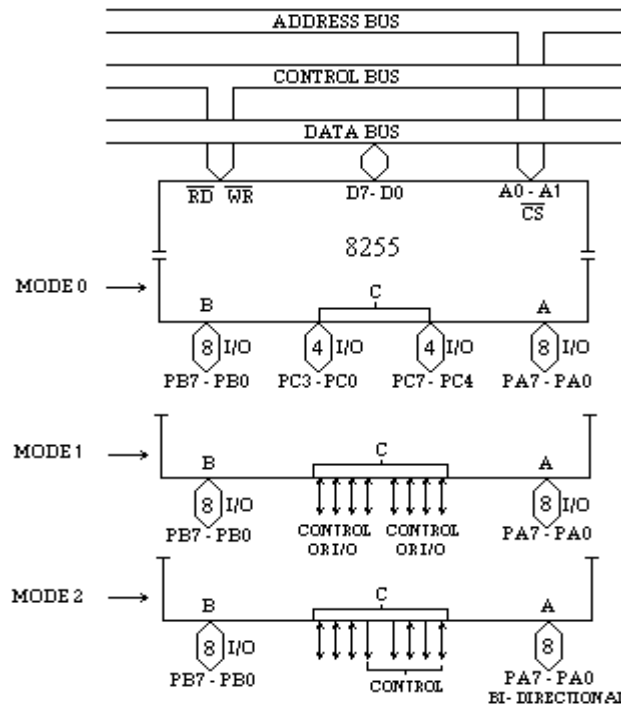 ADDRESS BUS
CONTROL BUS
DATA BUS
RD WR D7-D0 A0-A1
CS
8255
MODE 0
B C A
8 I/O 4 I/O 4 I/O 8 I/O
PB7-PB0 PC3-PC0 PC7-PC4 PA7-PA0
MODE 1
B C A
8 I/O 8 I/O
PB7-PB0 CONTROL CONTROL PA7-PA0
OR I/O OR I/O
MODE 2
B C A
8 I/O 8
PB7-PB0 CONTROL PA7-PA0
BI-DIRECTIONAL